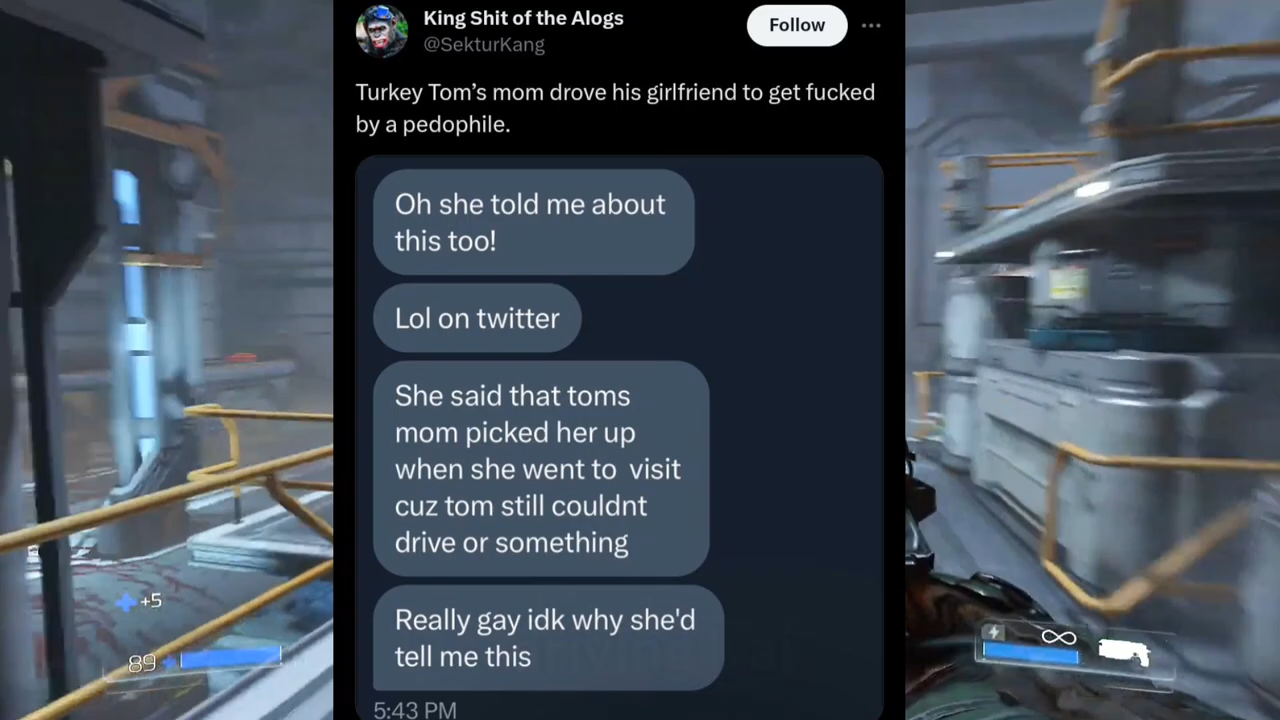 King Shit of the Alogs
@SekturKang
Follow
Turkey Tom’s mom drove his girlfriend to get fucked
by a pedophile.
Oh she told me about
this too!
Lol on twitter
She said that toms
mom picked her up
when she went to  visit
cuz tom still couldnt
drive or something
Really gay idk why she'd
tell me this
5:43 PM
+5
89
∞